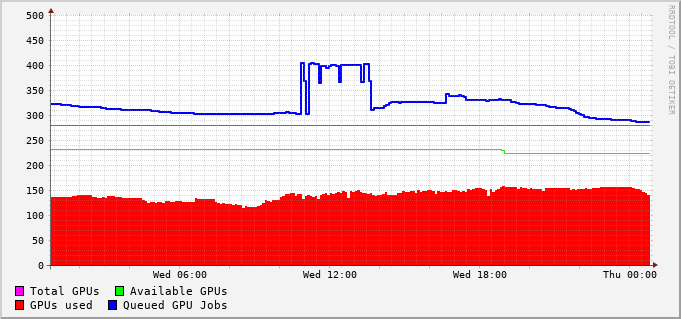 RRDTOOL / TOBI OETIKER
500
450
400
350
300
250
200
150
100
50
0
Wed 06:00 Wed 12:00 Wed 18:00 Thu 00:00
Total GPUs Available GPUs
GPUs used Queued GPU Jobs